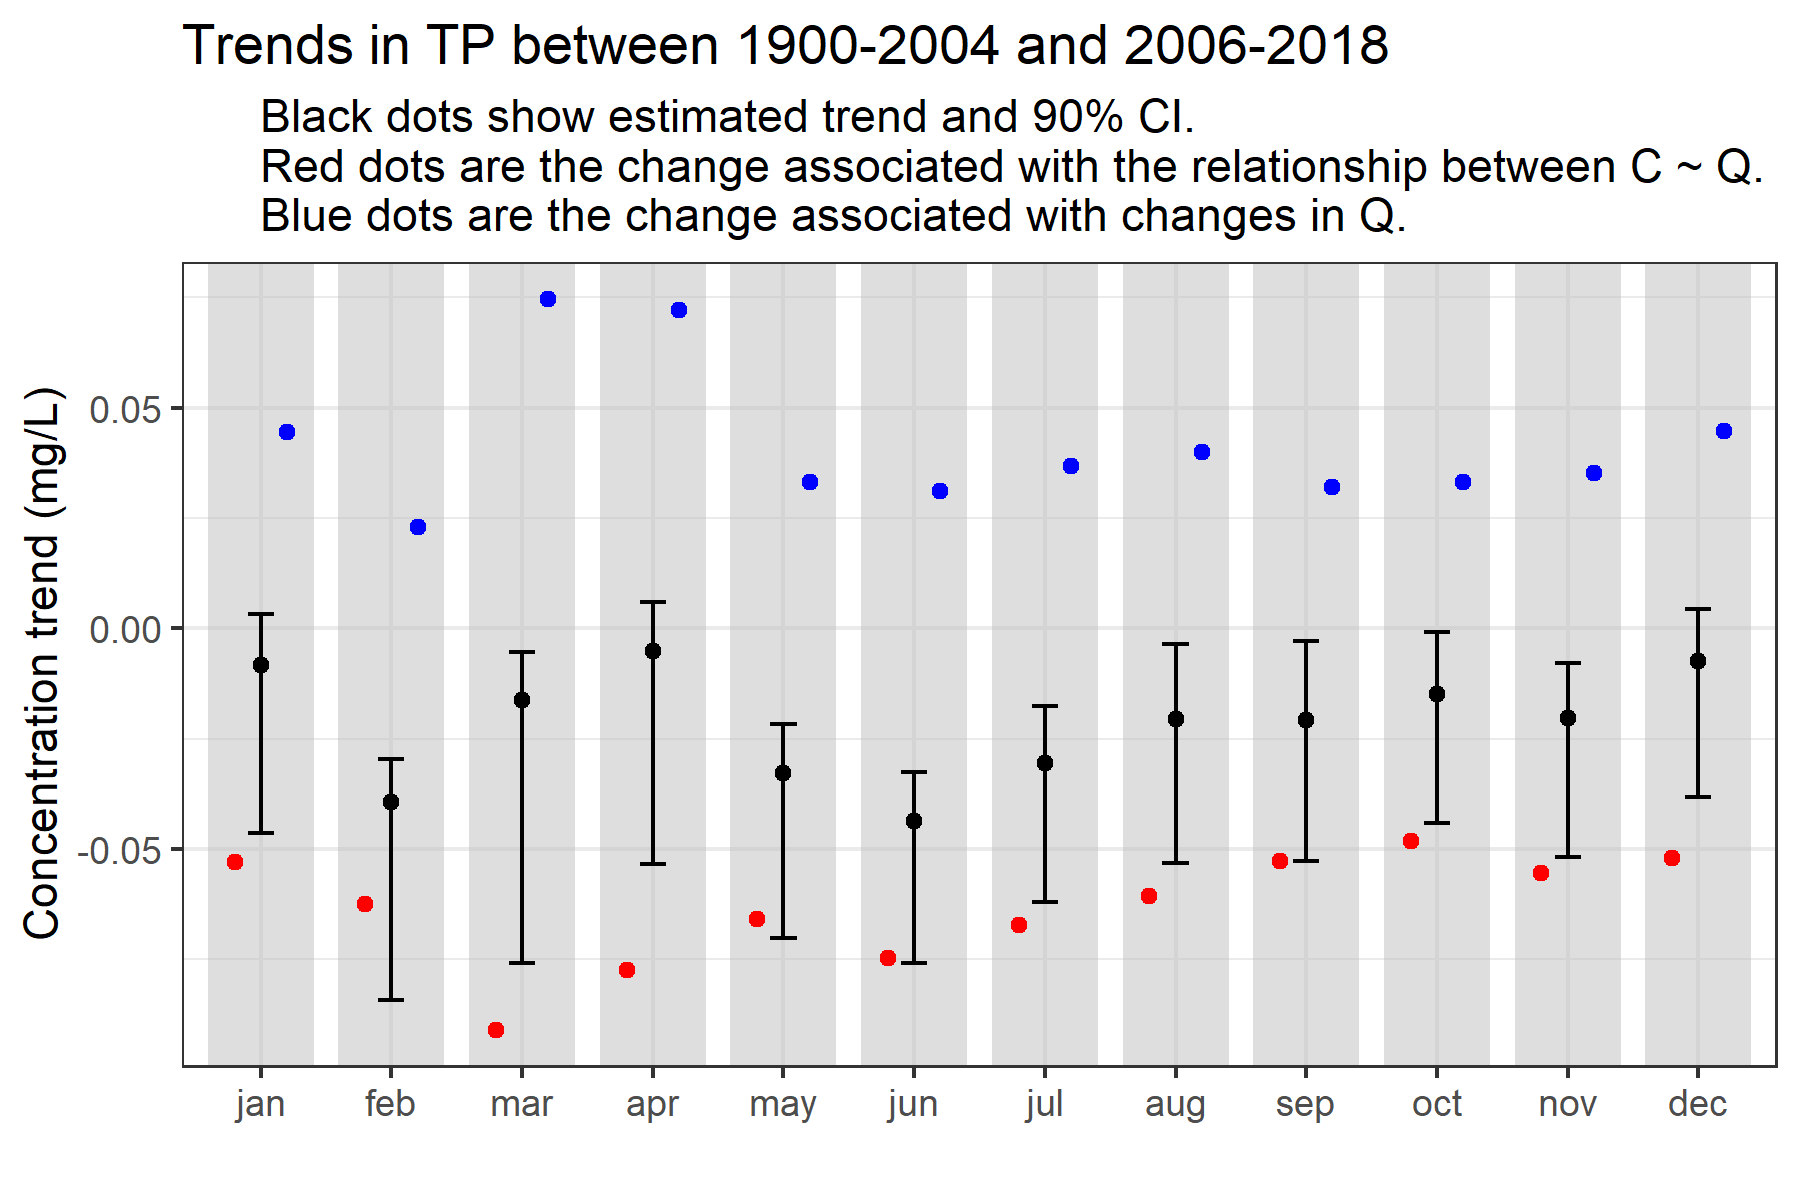 Trends in TP between 1900-2004 and 2006-2018
Black dots show estimated trend and 90% CI.
Red dots are the change associated with the relationship between C ~ Q.
Blue dots are the change associated with changes in Q.
Concentration trend (mg/L)
0.05
0.00
-0.05
jan feb mar apr may jun jul aug sep oct nov dec